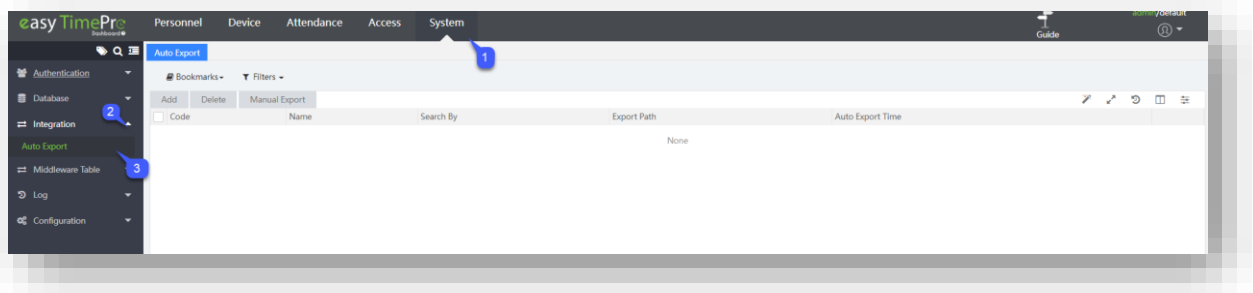 easy TimePro Personnel Device Attendance Access System Guide admin/default
Dashboard
Auto Export
1
Authentication
Bookmarks Filters
Database
Add Delete Manual Export
2
Code Name Search By Export Path Auto Export Time
Integration
None
Auto Export
3
Middleware Table
Log
Configuration